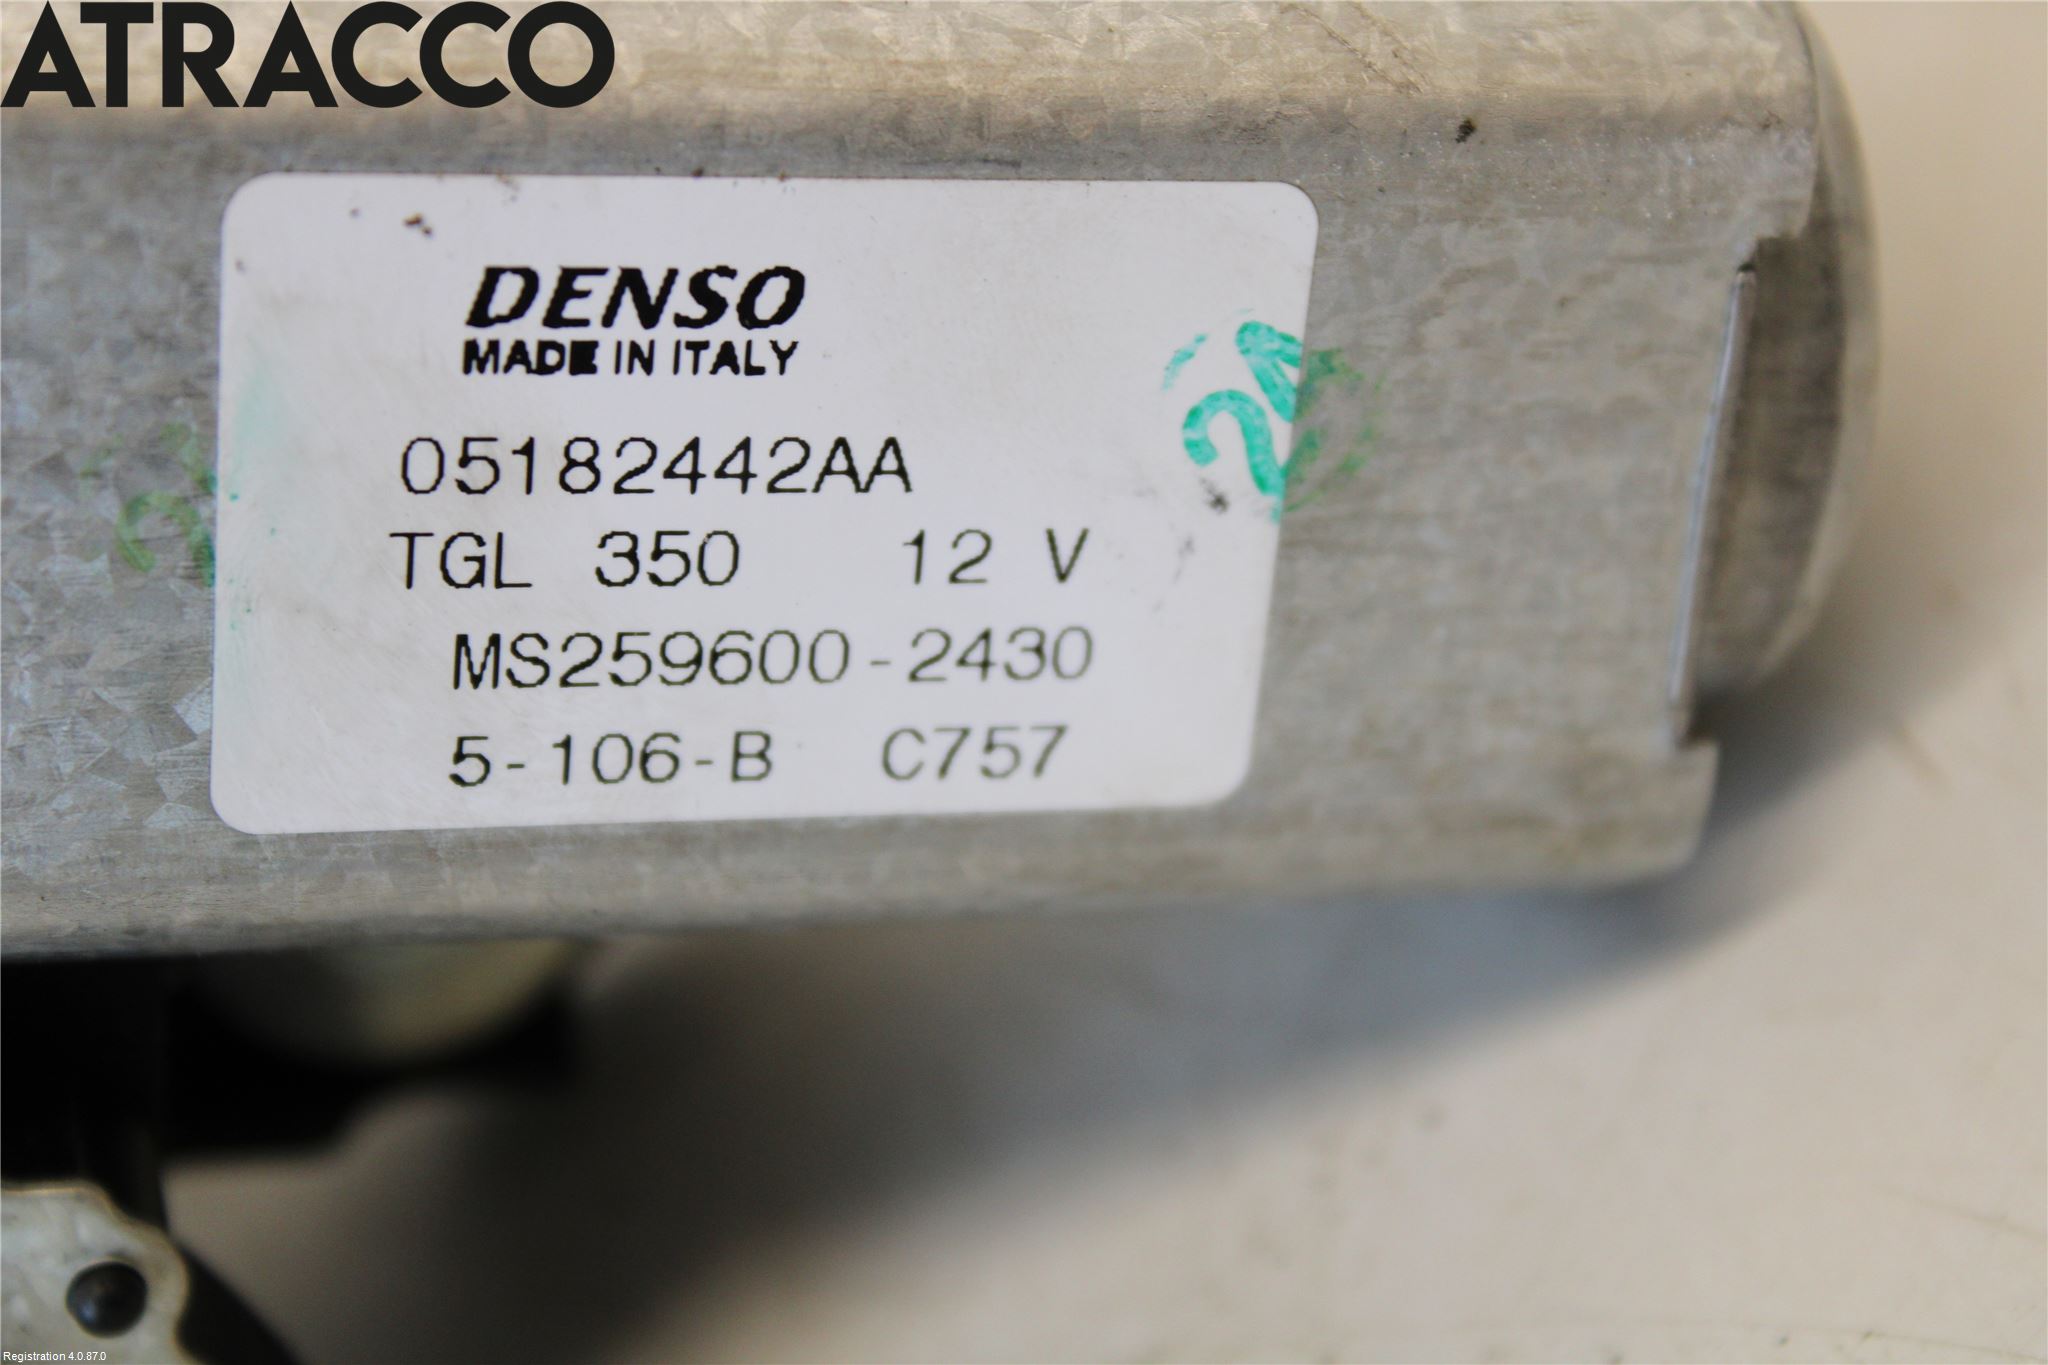 ATRACCO
DENSO
MADE IN ITALY
05182442AA
TGL 350 12 V
MS259600-2430
5-106-B C757
Registration 4.0.87.0